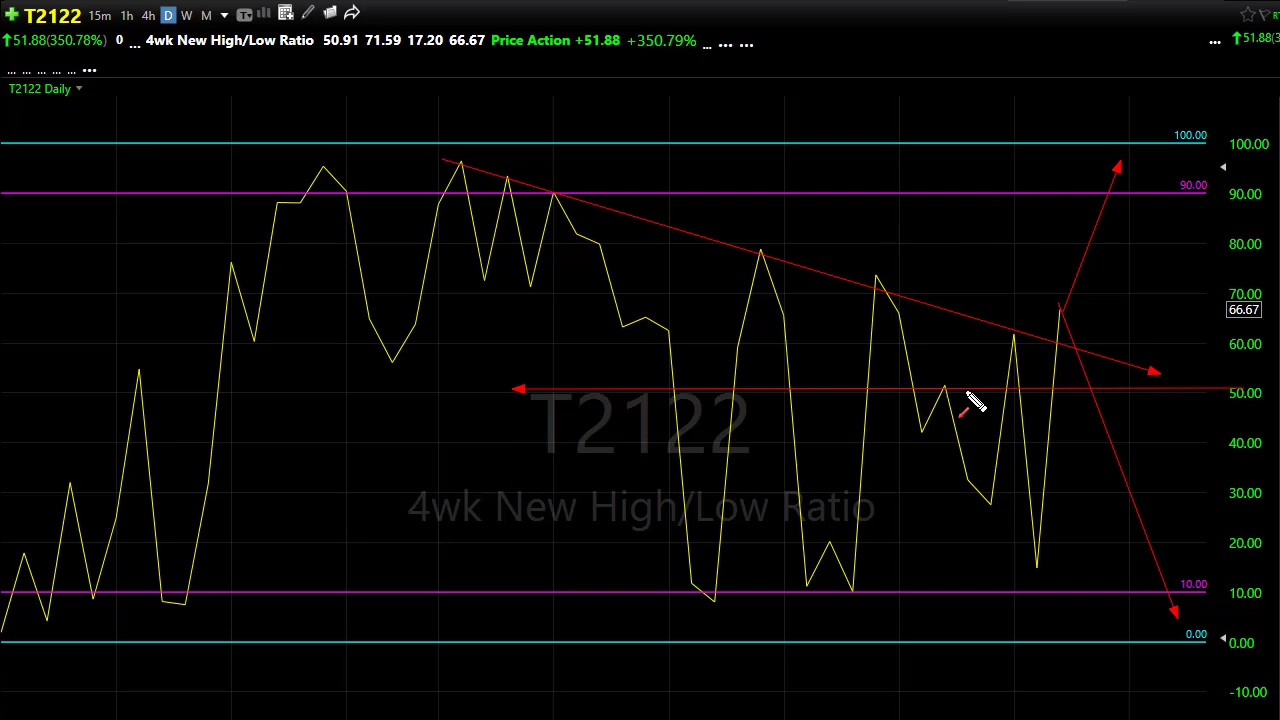 T2122 15m 1h 4h D W M
51.88(350.78%) 0 ... 4wk New High/Low Ratio 50.91 71.59 17.20 66.67 Price Action +51.88 +350.79% ... ... ... ... 51.88(3
... ... ... ... ... ...
T2122 Daily
100.00 100.00
90.00 90.00
80.00
70.00
66.67
60.00
50.00
T2122
40.00
30.00
4wk New High/Low Ratio
20.00
10.00 10.00
0.00 0.00
-10.00